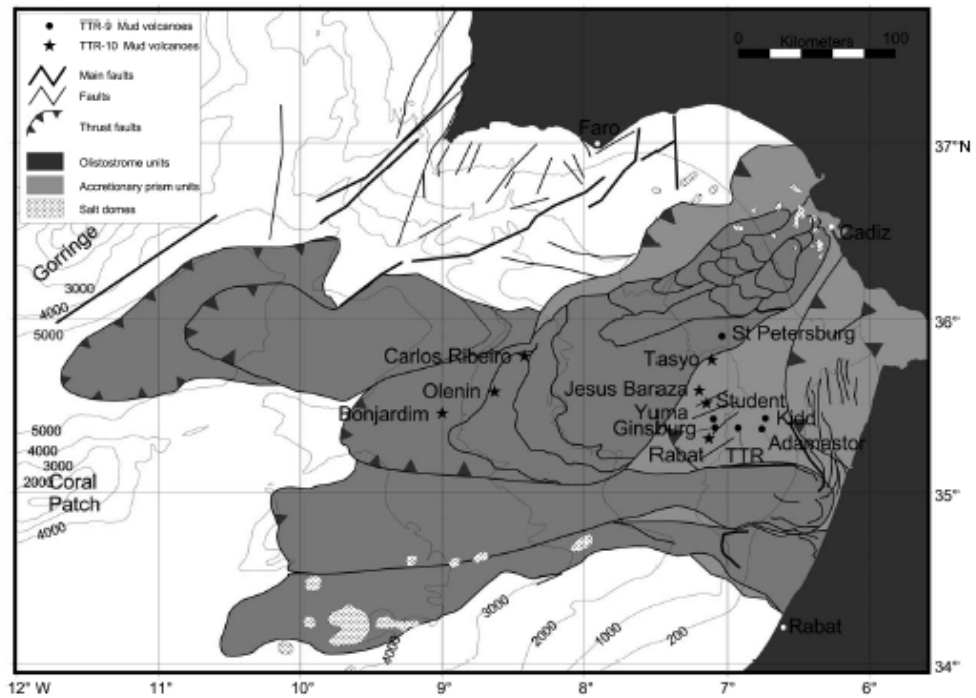 TTR-9 Mud volcanoes
TTR-10 Mud volcanoes
Main faults
Faults
Thrust faults
Olistostrome units
Accretionary prism units
Salt domes
0 Kilometers 100
Faro
37°N
Cadiz
Gorringe
3000
4000
5000
36°
St Petersburg
Carlos Ribeiro
Tasyo
Olenin
Jesus Baraza
Student
Bonjardim
Yuma
Kidd
Ginsburg
Adamastor
Rabat
TTR
5000
4000
3000
2000
Coral
Patch
4000
35°
3000
2000
1000
200
4000
Rabat
34°
12° W
11°
10°
9°
8°
7°
6°